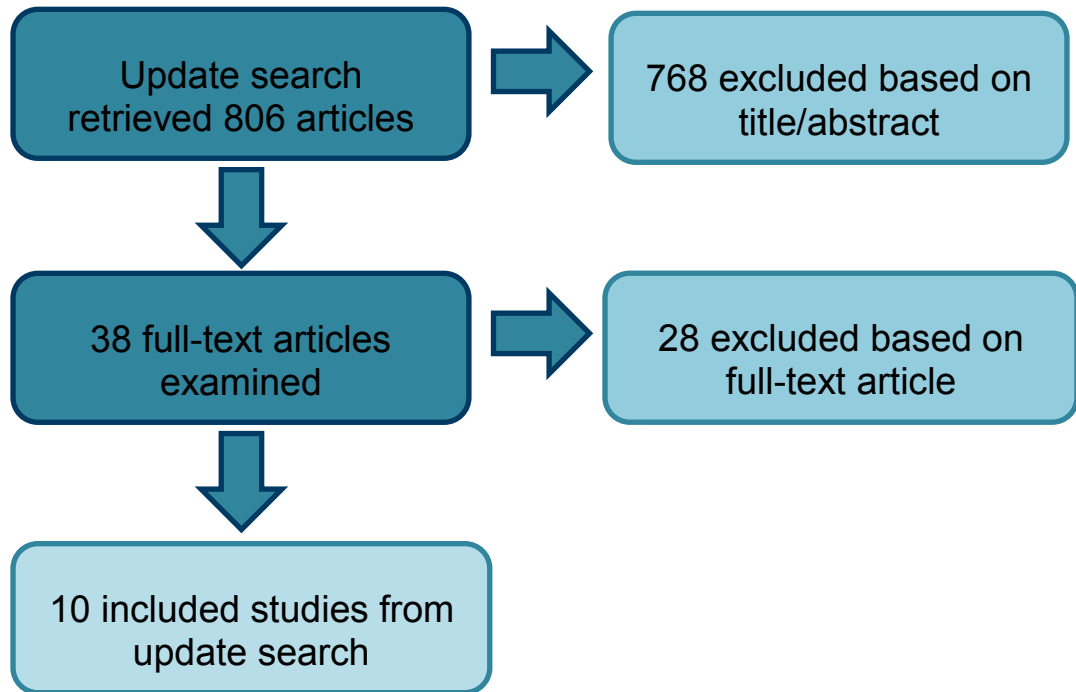 Update search
retrieved 806 articles
768 excluded based on
title/abstract
38 full-text articles
examined
28 excluded based on
full-text article
10 included studies from
update search